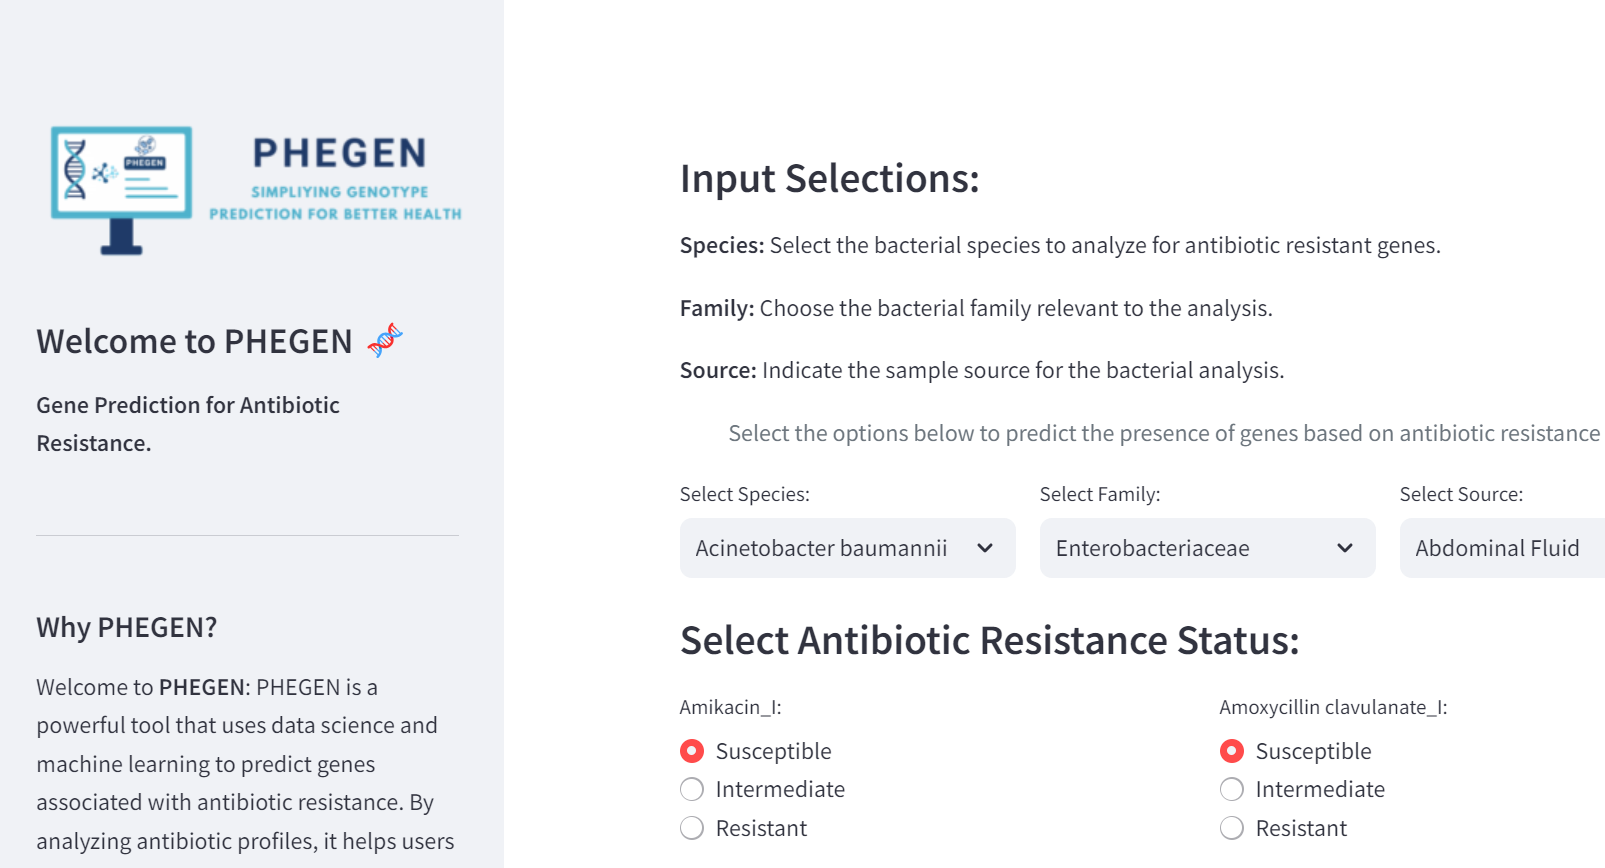 PHEGEN
PHEGEN
SIMPLIYING GENOTYPE
PREDICTION FOR BETTER HEALTH
Welcome to PHEGEN
Gene Prediction for Antibiotic
Resistance.
Why PHEGEN?
Welcome to PHEGEN: PHEGEN is a
powerful tool that uses data science and
machine learning to predict genes
associated with antibiotic resistance. By
analyzing antibiotic profiles, it helps users
Input Selections:
Species: Select the bacterial species to analyze for antibiotic resistant genes.
Family: Choose the bacterial family relevant to the analysis.
Source: Indicate the sample source for the bacterial analysis.
Select the options below to predict the presence of genes based on antibiotic resistance
Select Species:
Select Family:
Select Source:
Acinetobacter baumannii
Enterobacteriaceae
Abdominal Fluid
Select Antibiotic Resistance Status:
Amikacin_I:
Susceptible
Intermediate
Resistant
Amoxycillin clavulanate_I:
Susceptible
Intermediate
Resistant